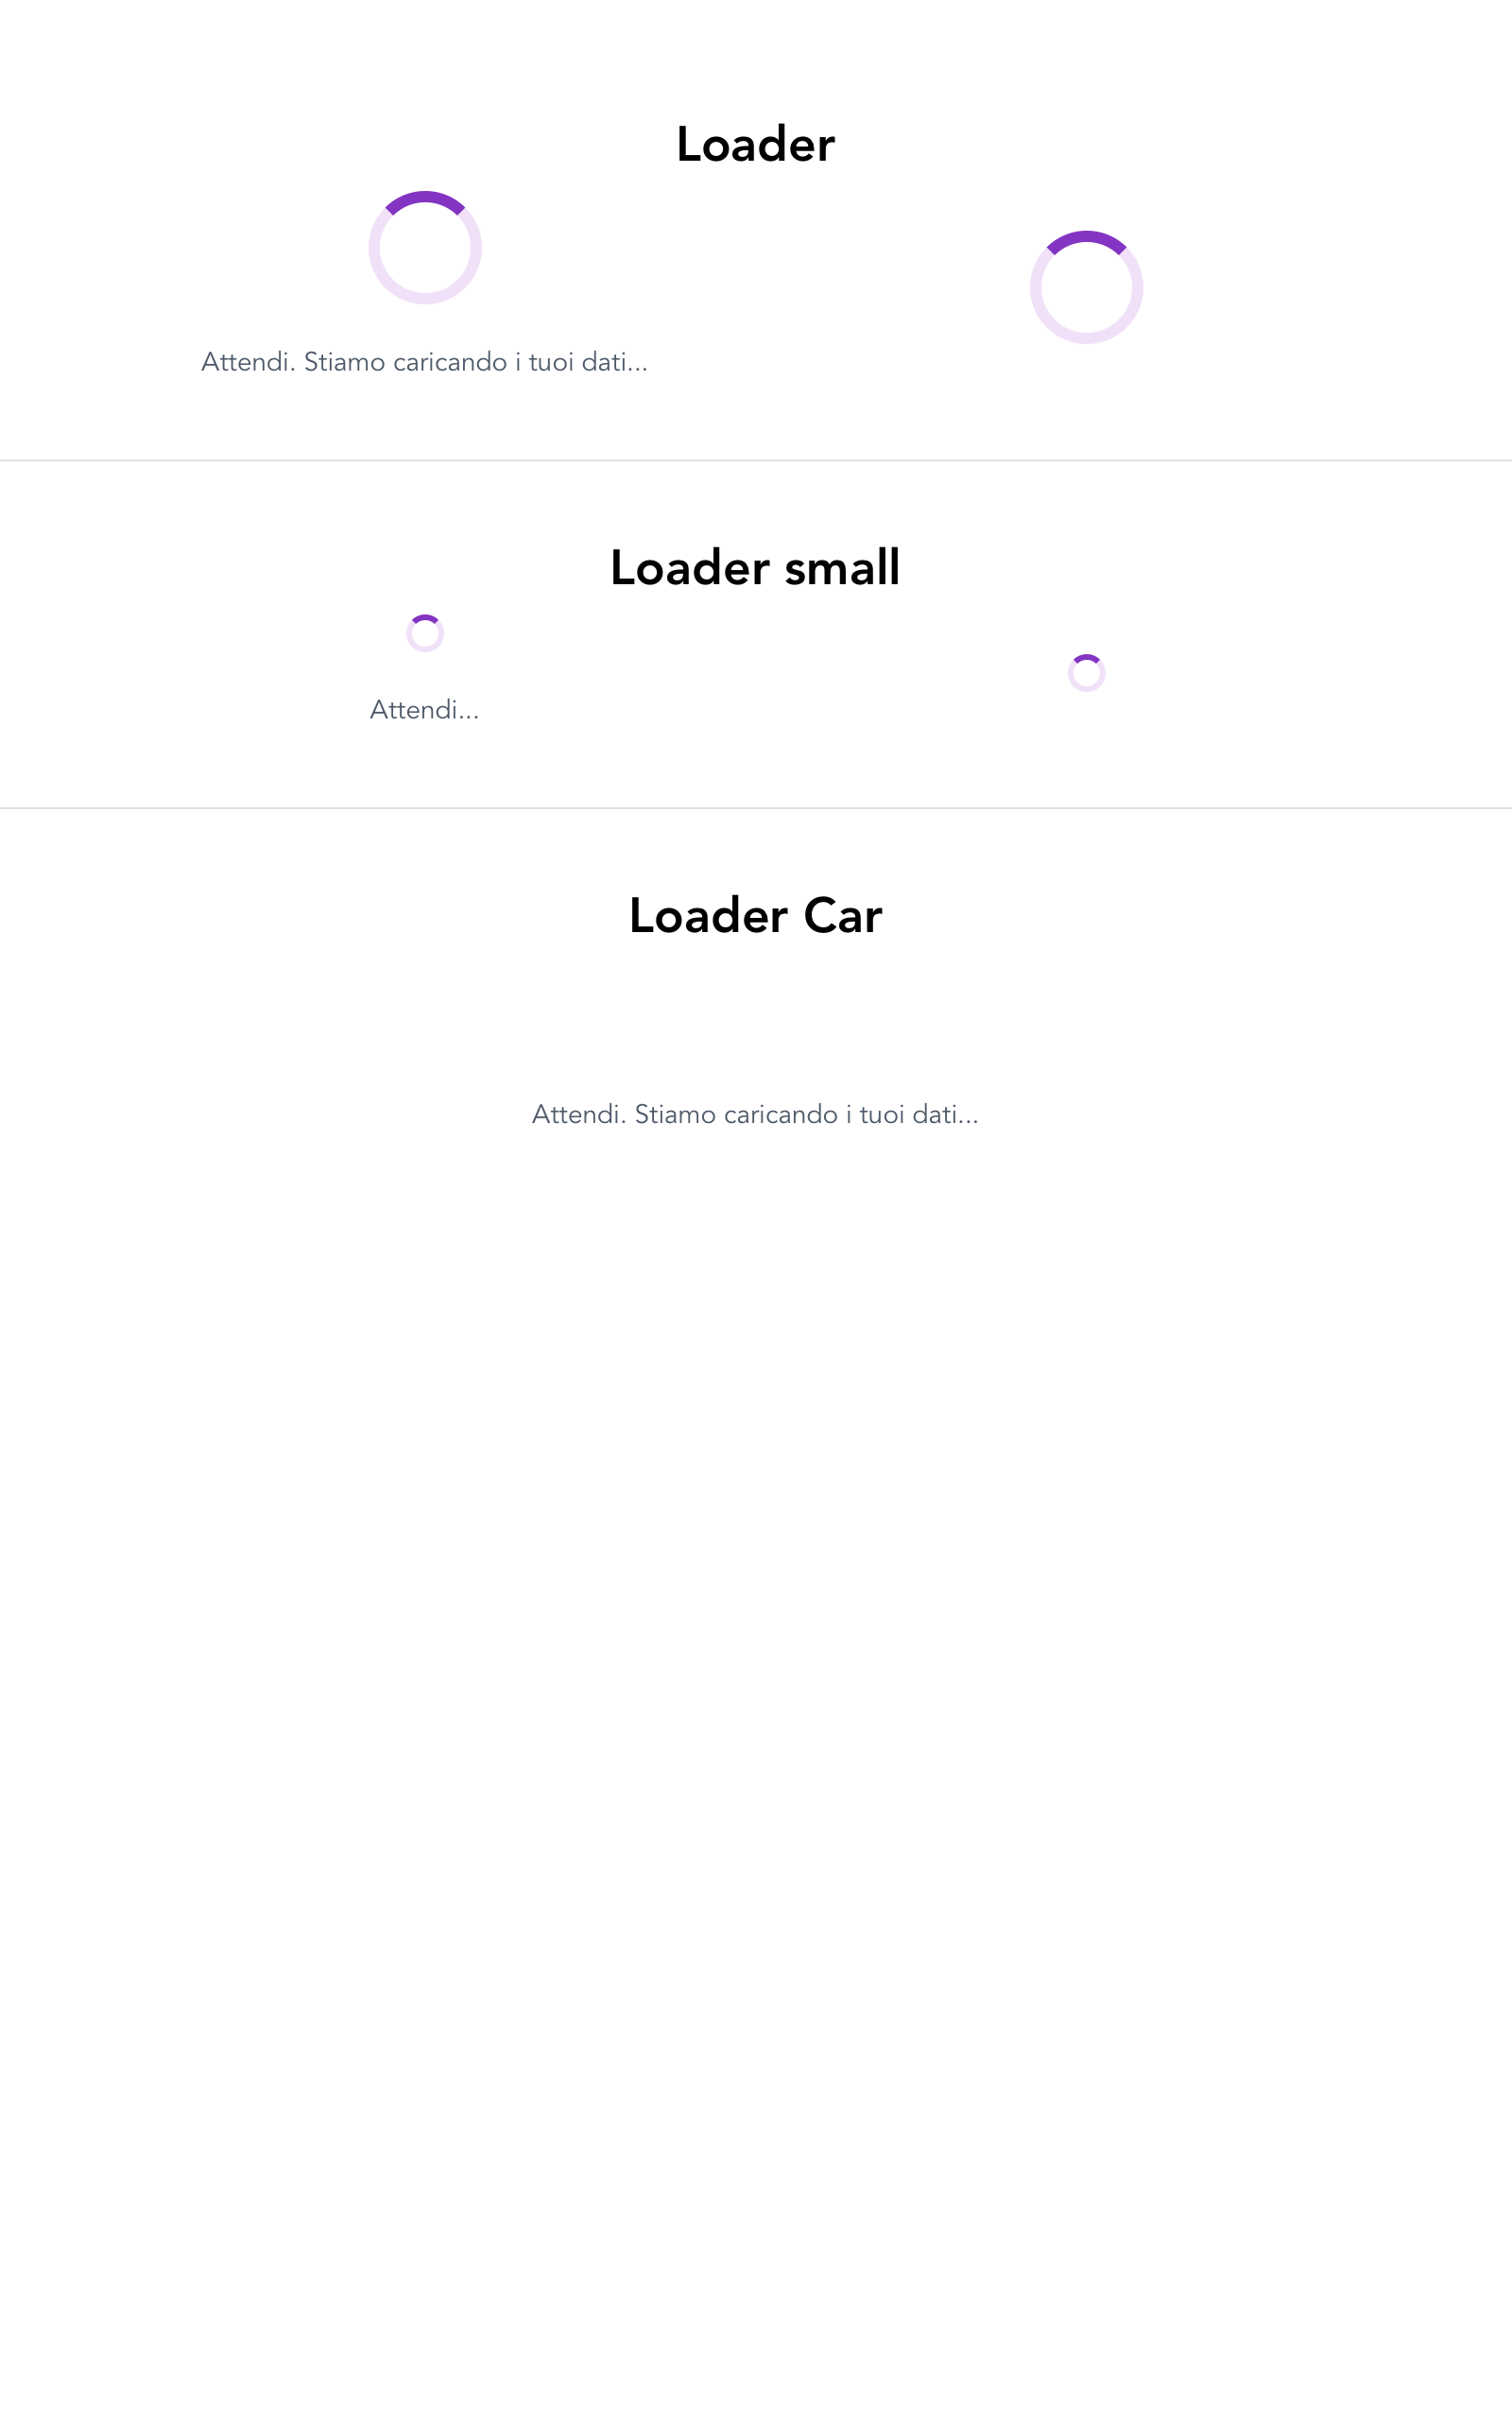 Loader
Attendi. Stiamo caricando i tuoi dati...
Loader small
Attendi...
Loader Car
Attendi. Stiamo caricando i tuoi dati...